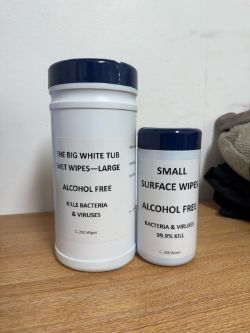 THE BIG WHITE TUB
WET WIPES—LARGE
ALCOHOL FREE
KILLS BACTERIA
& VIRUSES
SMALL
SURFACE WIPES
ALCOHOL FREE
BACTERIA & VIRUSES
99.9% KILL